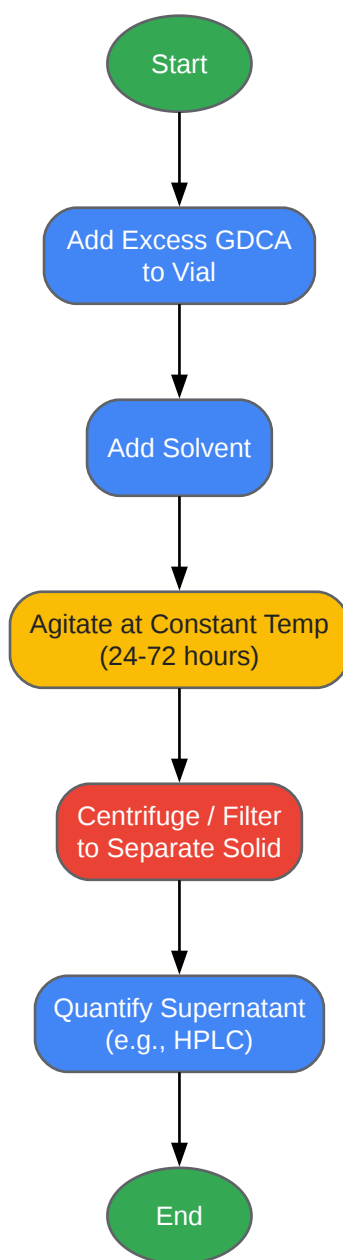 Start
Add Excess GDCA
to Vial
Add Solvent
Agitate at Constant Temp
(24-72 hours)
Centrifuge / Filter
to Separate Solid
Quantify Supernatant
(e.g., HPLC)
End